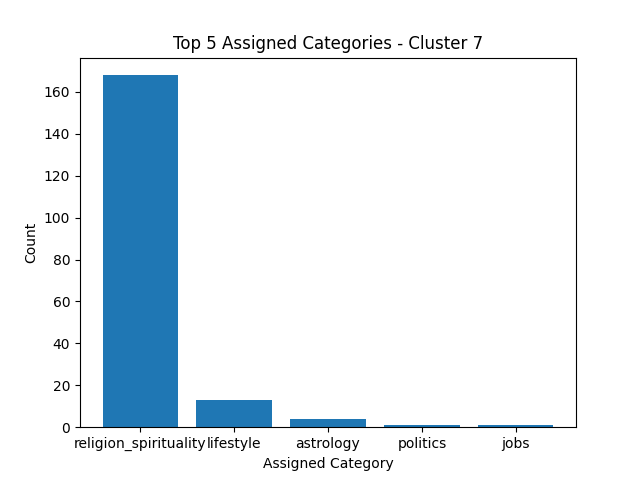 Top 5 Assigned Categories - Cluster 7
160
140
120
100
80
60
40
20
0
Count
religion_spirituality lifestyle astrology politics jobs
Assigned Category